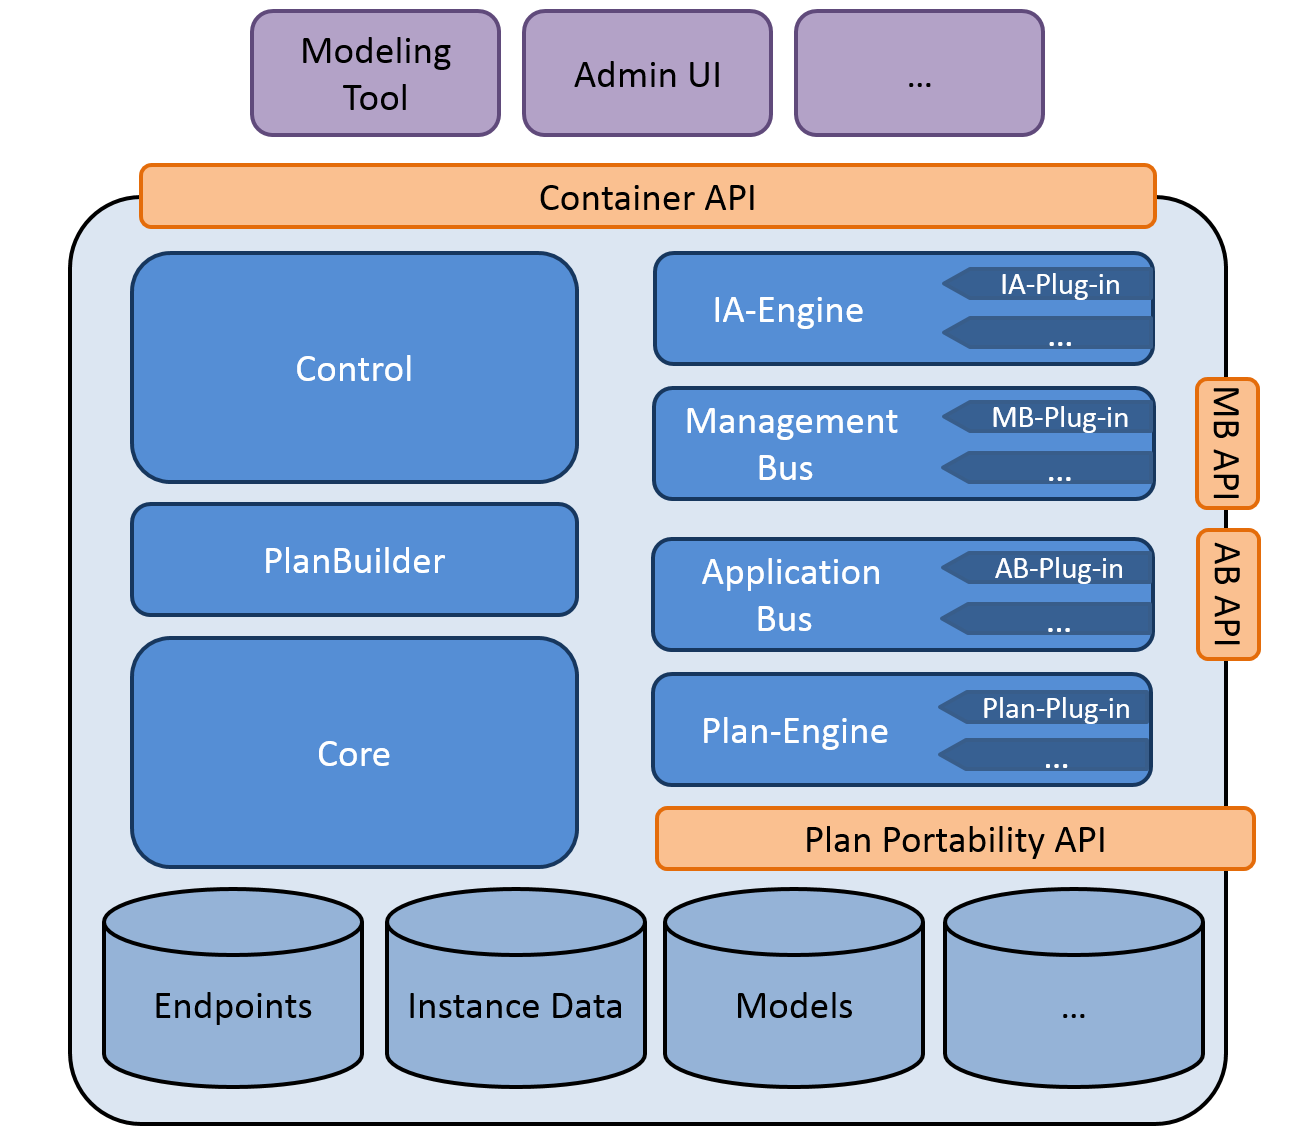 Modeling
Tool
Admin UI
...
Container API
Control
PlanBuilder
Core
IA-Engine
IA-Plug-in
...
Management
Bus
MB-Plug-in
...
MB API
Application
Bus
AB-Plug-in
...
AB API
Plan-Engine
Plan-Plug-in
...
Plan Portability API
Endpoints
Instance Data
Models
...